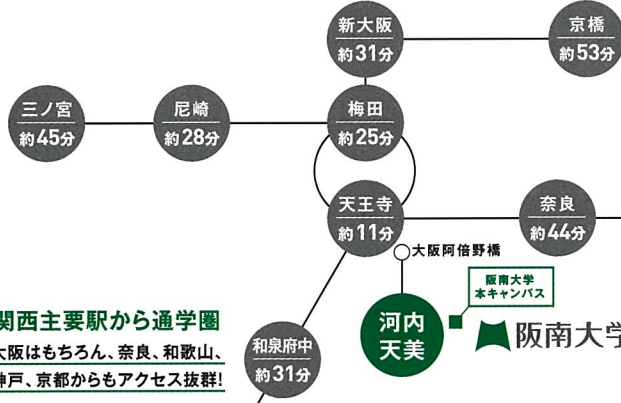 新大阪
約31分
京橋
約53分
三ノ宮
約45分
尼崎
約28分
梅田
約25分
天王寺
約11分
奈良
約44分
大阪阿倍野橋
阪南大学
本キャンパス
河内
天美
阪南大学
関西主要駅から通学圏
大阪はもちろん、奈良、和歌山、
神戸、京都からもアクセス抜群!
和泉府中
約31分